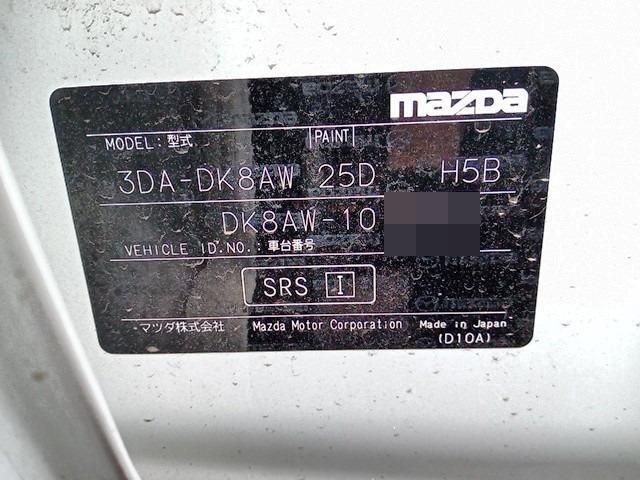 mazda
MODEL: 型式 PAINT
3DA-DK8AW 25D H5B
DK8AW-10
VEHICLE ID.NO.: 車台番号
SRS I
マツダ株式会社 Mazda Motor Corporation Made in Japan
(D10A)